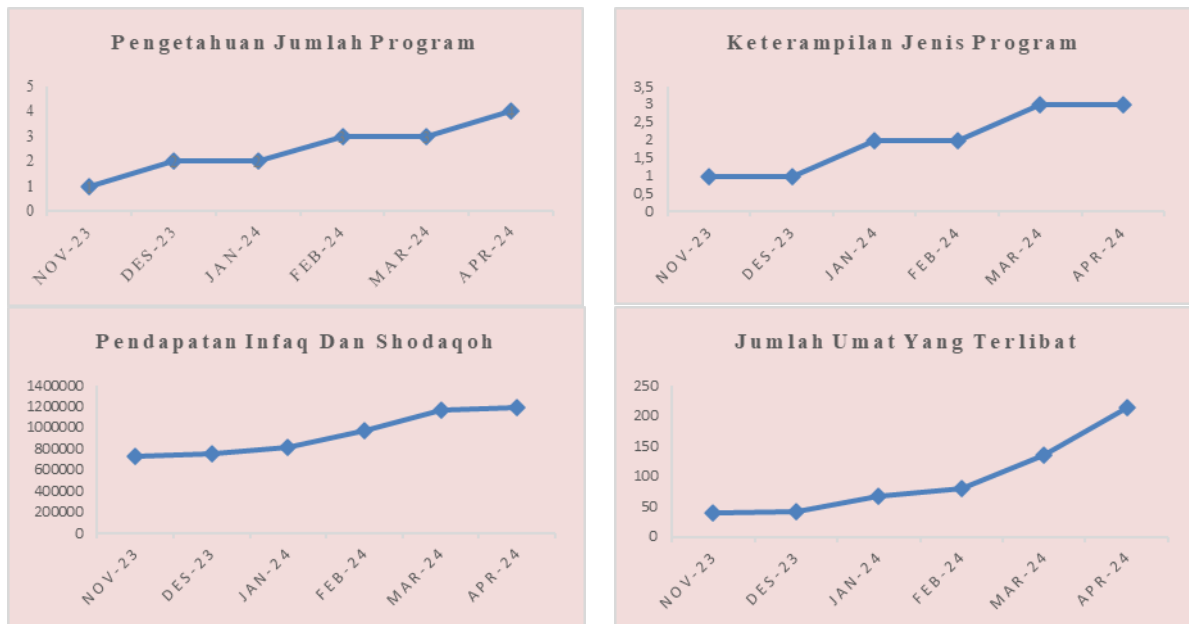 Pengetahuan Jumlah Program
5
4
3
2
1
0
NOV-23
DES-23
JAN-24
FEB-24
MAR-24
APR-24
Keterampilan Jenis Program
3,5
3
2,5
2
1,5
1
0,5
0
NOV-23
DES-23
JAN-24
FEB-24
MAR-24
APR-24
Pendapatan Infaq Dan Shodaqoh
1400000
1200000
1000000
800000
600000
400000
200000
0
NOV-23
DES-23
JAN-24
FEB-24
MAR-24
APR-24
Jumlah Umat Yang Terlibat
250
200
150
100
50
0
NOV-23
DES-23
JAN-24
FEB-24
MAR-24
APR-24